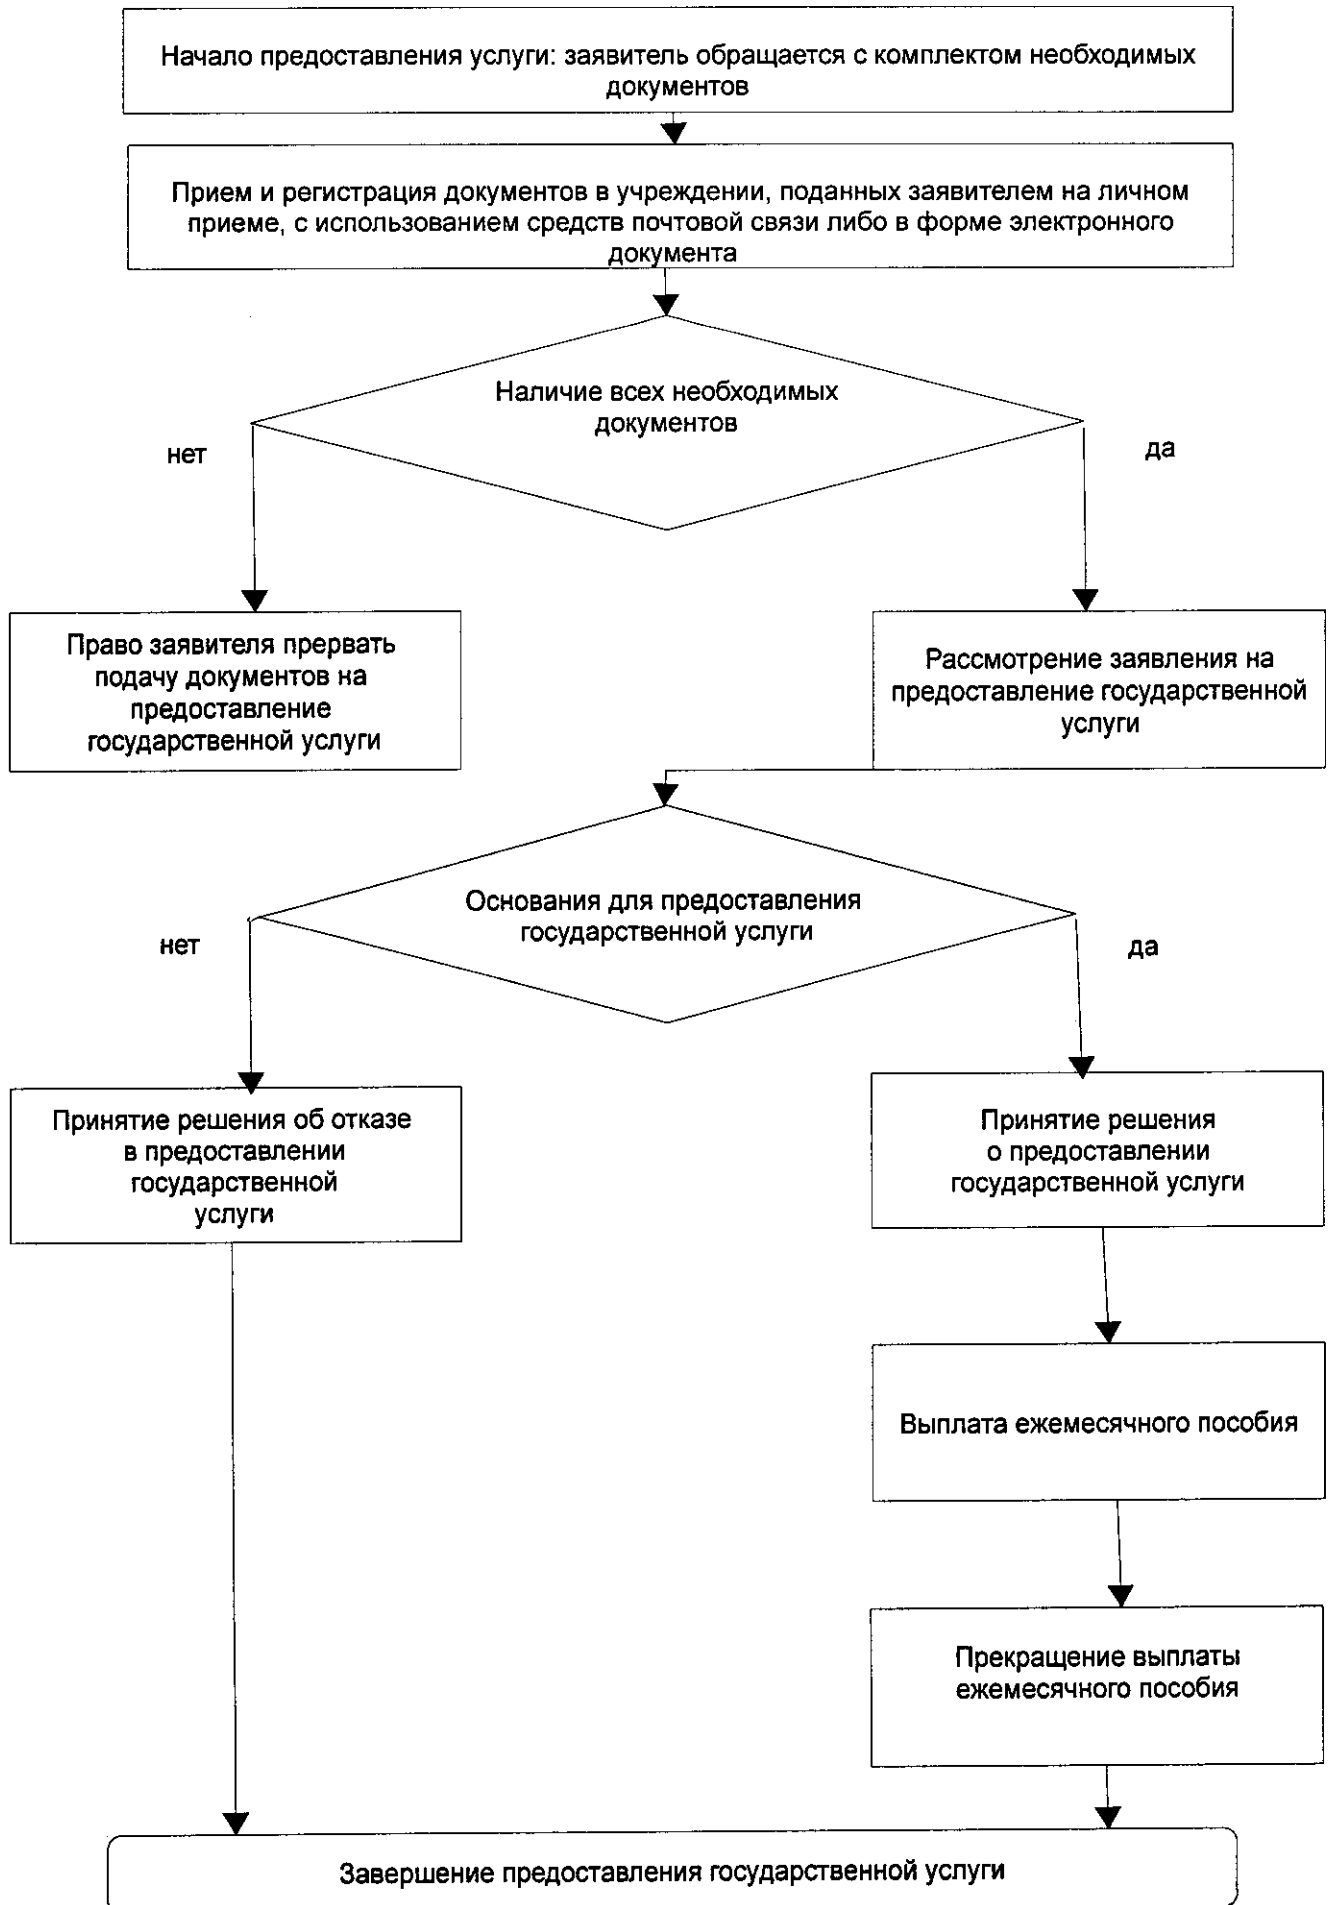 Начало предоставления услуги: заявитель обращается с комплектом необходимых
документов
Прием и регистрация документов в учреждении, поданных заявителем на личном
приеме, с использованием средств почтовой связи либо в форме электронного
документа
Наличие всех необходимых
документов
нет
да
Право заявителя прервать
подачу документов на
предоставление
государственной услуги
Рассмотрение заявления на
предоставление государственной
услуги
Основания для предоставления
государственной услуги
нет
да
Принятие решения об отказе
в предоставлении
государственной
услуги
Принятие решения
о предоставлении
государственной услуги
Выплата ежемесячного пособия
Прекращение выплаты
ежемесячного пособия
Завершение предоставления государственной услуги